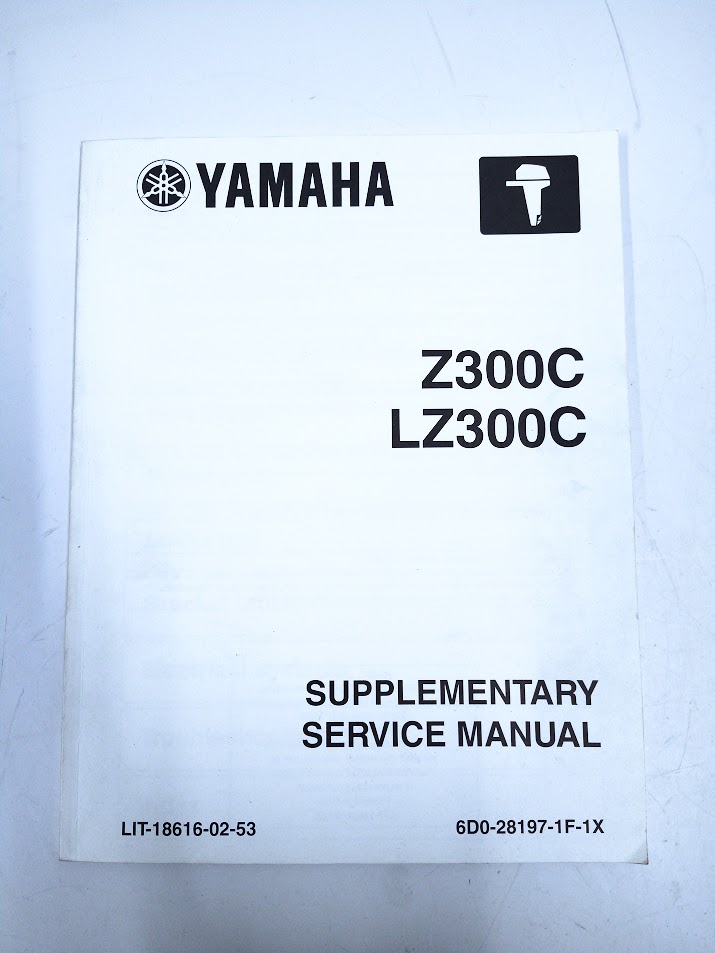 YAMAHA
Z300C
LZ300C
SUPPLEMENTARY
SERVICE MANUAL
LIT-18616-02-53
6D0-28197-1F-1X